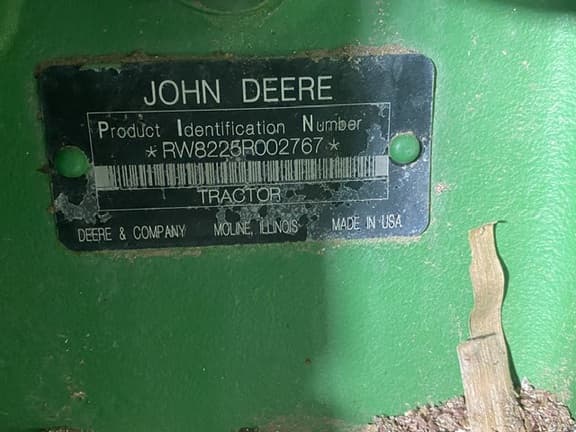 JOHN DEERE
Product Identification Number
*RW8225R002767*
TRACTOR
DEERE & COMPANY MOLINE, ILLINOIS MADE IN USA